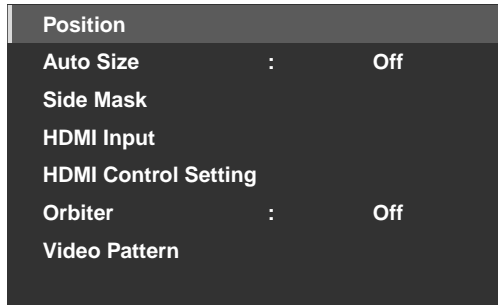 Position
Auto Size : Off
Side Mask
HDMI Input
HDMI Control Setting
Orbiter : Off
Video Pattern